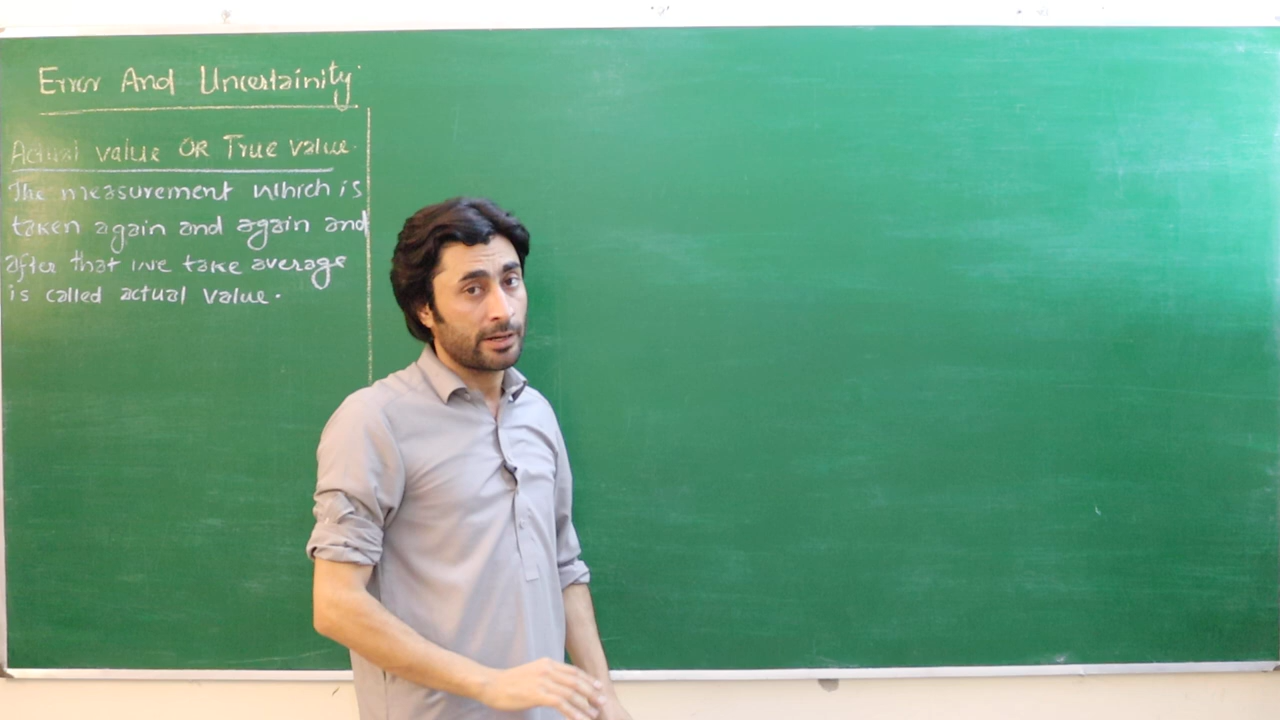 Error And Uncertainity
Actual value OR True value.
The measurement which is
taken again and again and
after that we take average
is called actual value.